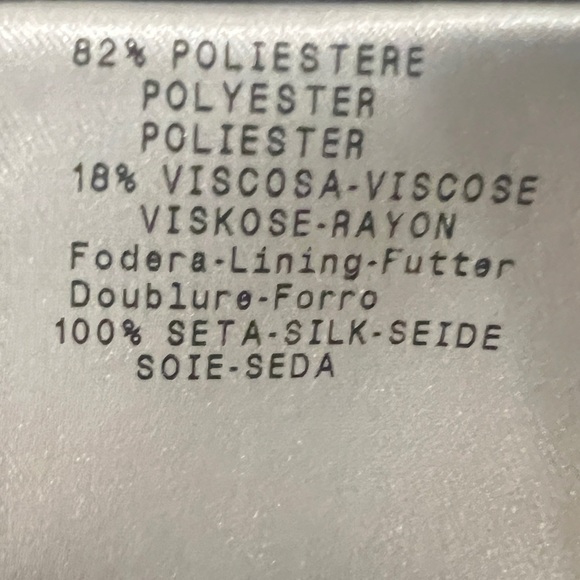 82% POLIESTERE
POLYESTER
POLIESTER
18% VISCOSA-VISCOSE
VISKOSE-RAYON
Fodera-Lining-Futter
Doublure-Forro
100% SETA-SILK-SEIDE
SOIE-SEDA